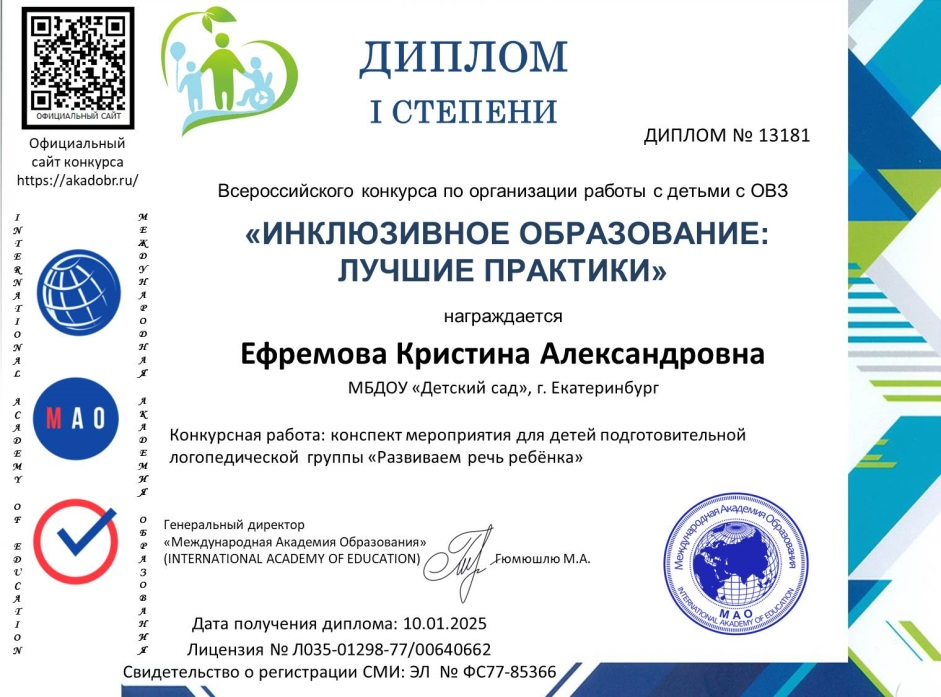 ОФИЦИАЛЬНЫЙ САЙТ
Официальный
сайт конкурса
https://akadobr.ru/
ДИПЛОМ
I СТЕПЕНИ
ДИПЛОМ № 13181
Всероссийского конкурса по организации работы с детьми с ОВЗ
«ИНКЛЮЗИВНОЕ ОБРАЗОВАНИЕ:
ЛУЧШИЕ ПРАКТИКИ»
награждается
Ефремова Кристина Александровна
МБДОУ «Детский сад», г. Екатеринбург
Конкурсная работа: конспект мероприятия для детей подготовительной
логопедической группы «Развиваем речь ребёнка»
INTERNATIONAL ACADEMY OF EDUCATION
МЕЖДУНАРОДНАЯ АКАДЕМИЯ ОБРАЗОВАНИЯ
МАО
Генеральный директор
«Международная Академия Образования»
(INTERNATIONAL ACADEMY OF EDUCATION)
Гюмюшлю М.А.
Международная Академия Образования
МАО
INTERNATIONAL AKADEMY OF EDUCATION
Дата получения диплома: 10.01.2025
Лицензия № Л035-01298-77/00640662
Свидетельство о регистрации СМИ: ЭЛ № ФС77-85366